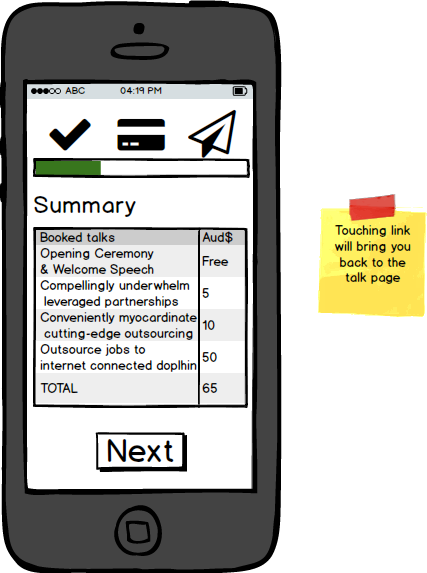 ABC 04:19 PM
Summary
Booked talks Aud$
Opening Ceremony
& Welcome Speech Free
Compellingly underwhelm
leveraged partnerships 5
Conveniently myocardinate
cutting-edge outsourcing 10
Outsource jobs to
internet connected doplhin 50
TOTAL 65
Next
Touching link
will bring you
back to the
talk page